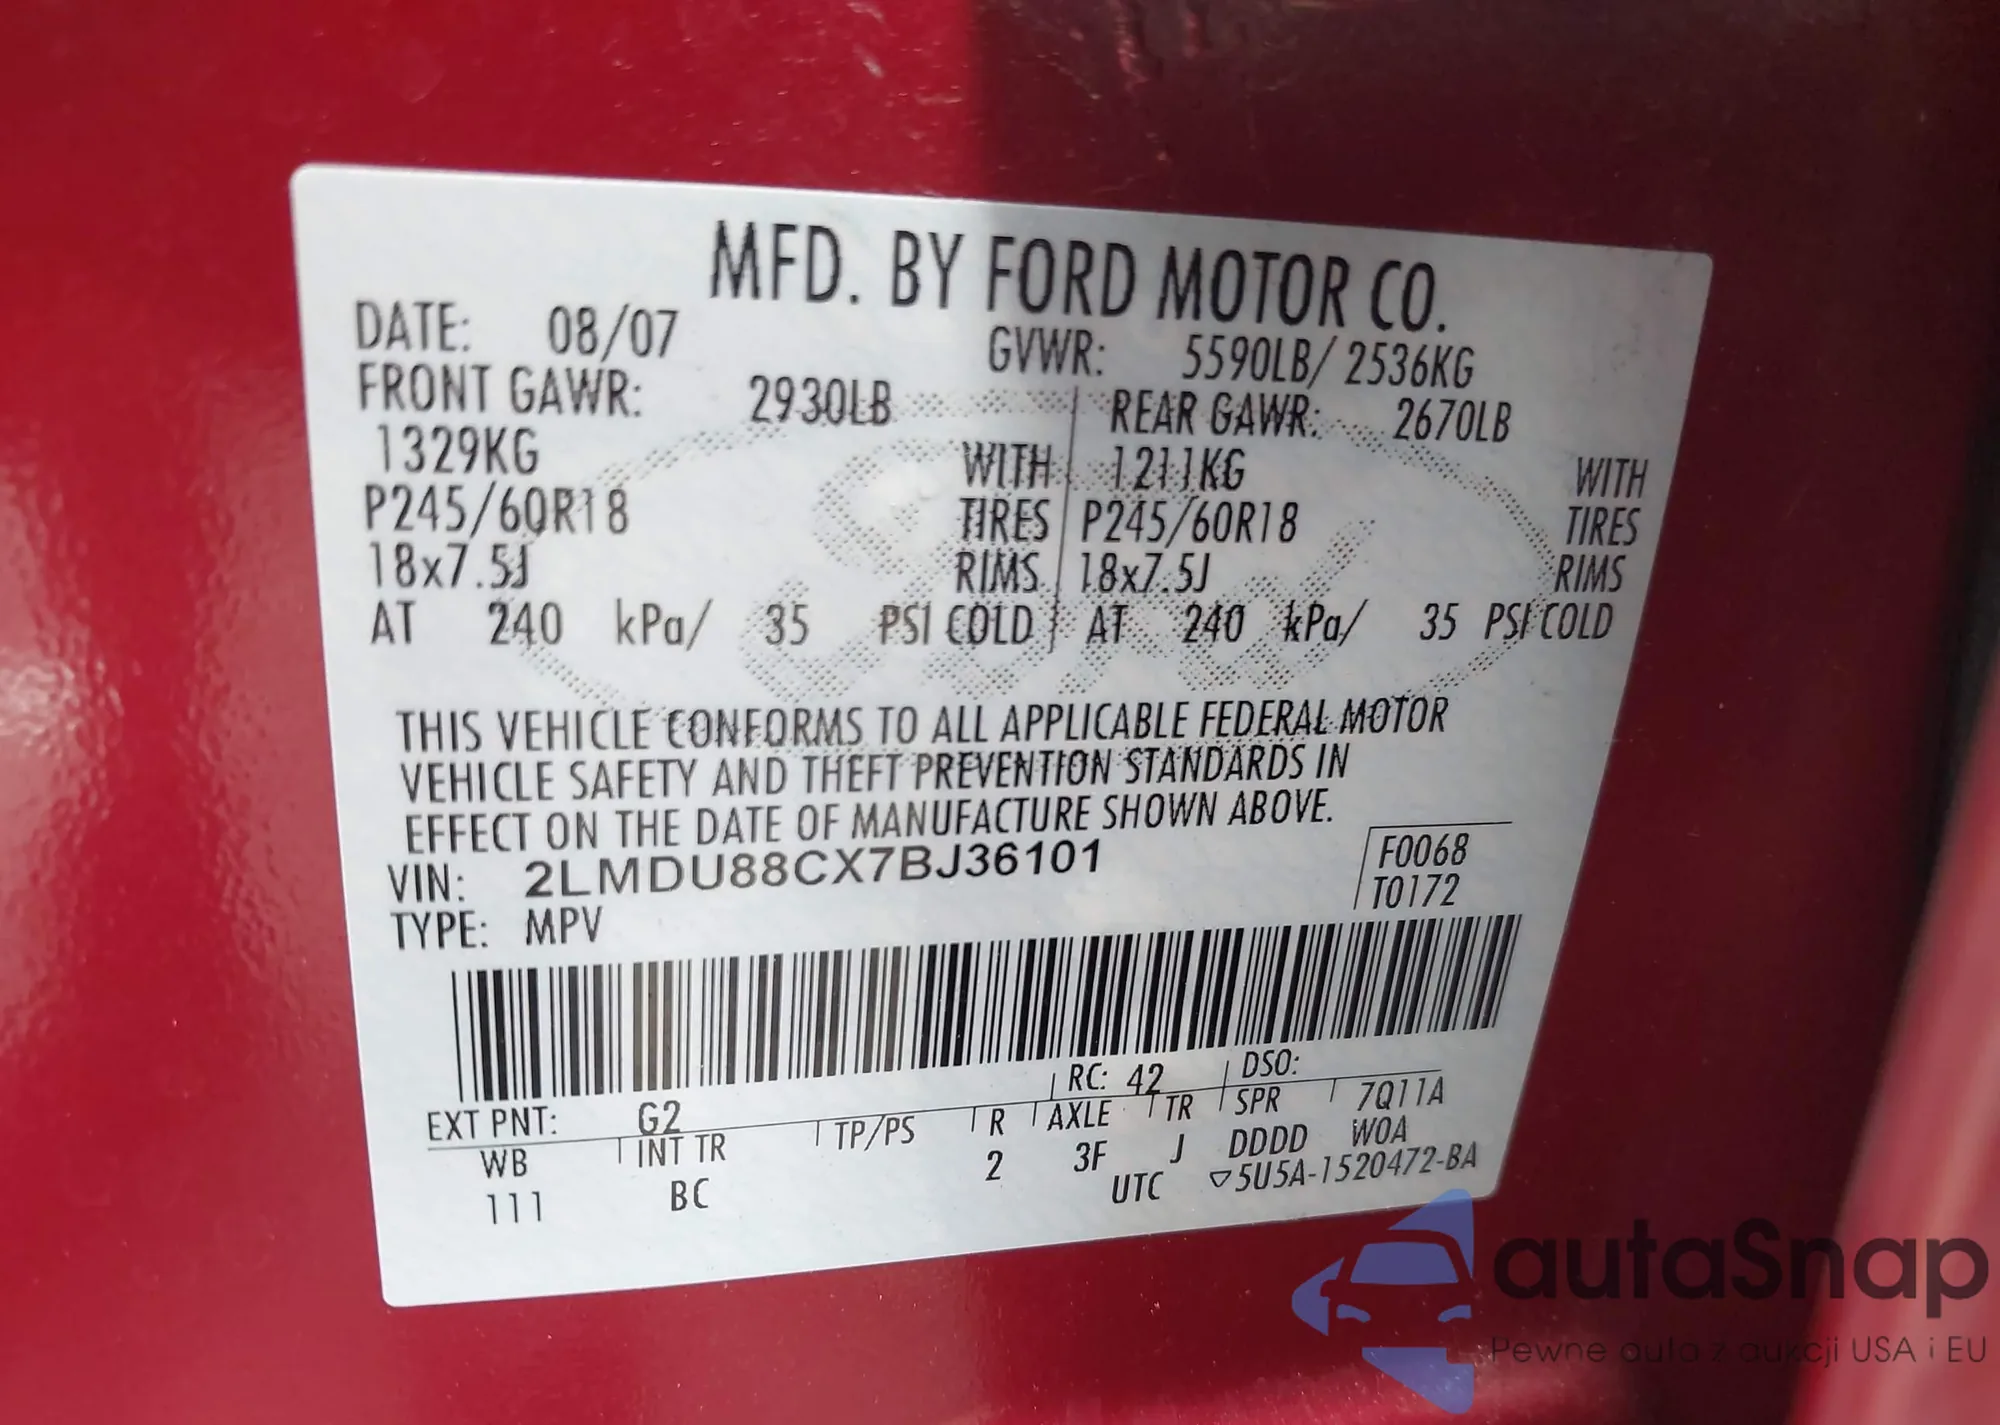 MFD. BY FORD MOTOR CO.
DATE: 08/07 GVWR: 5590LB/ 2536KG
FRONT GAWR: 2930LB REAR GAWR: 2670LB
1329KG WITH 1211KG WITH
P245/60R18 TIRES P245/60R18 TIRES
18x7.5J RIMS 18x7.5J RIMS
AT 240 kPa/ 35 PSI COLD AT 240 kPa/ 35 PSI COLD
THIS VEHICLE CONFORMS TO ALL APPLICABLE FEDERAL MOTOR
VEHICLE SAFETY AND THEFT PREVENTION STANDARDS IN
EFFECT ON THE DATE OF MANUFACTURE SHOWN ABOVE.
VIN: 2LMDU88CX7BJ36101 F0068
TYPE: MPV T0172
EXT PNT: G2 RC: 42 DSO:
WB INT TR TP/PS R AXLE TR SPR 7Q11A
111 BC 2 3F J DDDD WOA
UTC ▽5U5A-1520472-BA
Ford
autaSnap
Pewne auta z aukcji USA i EU